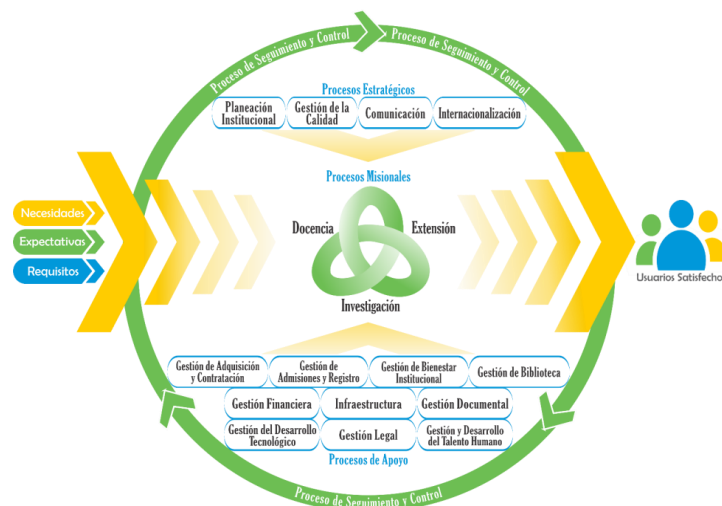 Proceso de Seguimiento y Control
Proceso de Seguimiento y Control
Procesos Estratégicos
Planeación
Institucional
Gestión de la
Calidad
Comunicación
Internacionalización
Procesos Misionales
Necesidades
Expectativas
Requisitos
Docencia
Extensión
Investigación
Usuarios Satisfecho
Gestión de Adquisición
y Contratación
Gestión de
Admisiones y Registro
Gestión de Bienestar
Institucional
Gestión de Biblioteca
Gestión Financiera
Infraestructura
Gestión Documental
Gestión del Desarrollo
Tecnológico
Gestión Legal
Gestión y Desarrollo
del Talento Humano
Procesos de Apoyo
Proceso de Seguimiento y Control